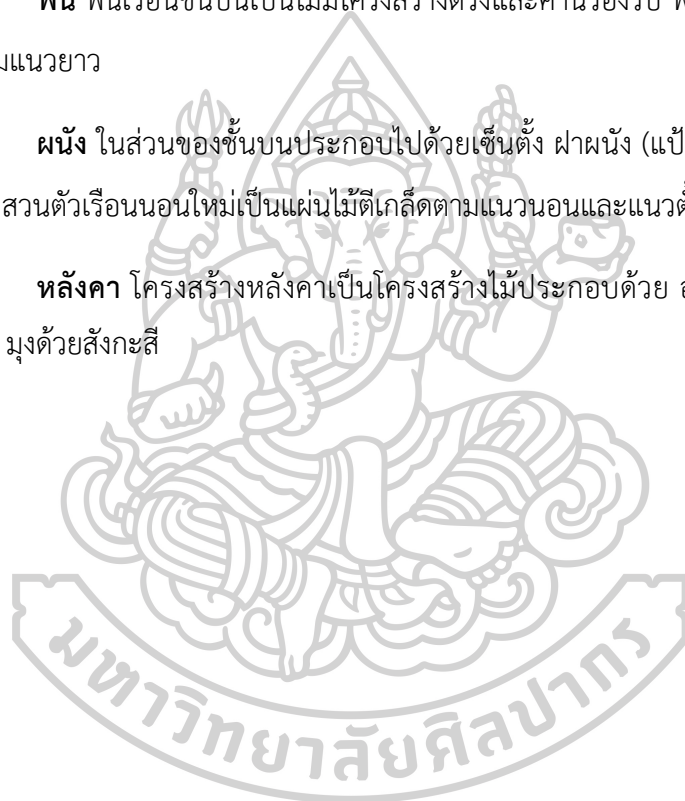 พื้น พื้นเรือนชั้นบนเป็นไม้มีโครงสร้างตงและคานรองรับ
มแนวยาว
ผนัง ในส่วนของชั้นบนประกอบไปด้วยเซ็นตั้ง ฝาผนัง (แป้
สวนตัวเรือนนอนใหม่เป็นแผ่นไม้ตีเกล็ดตามแนวนอนและแนวตั้
หลังคา โครงสร้างหลังคาเป็นโครงสร้างไม้ประกอบด้วย
มุงด้วยสังกะสี
มหาวิทยาลัยศิลปากร